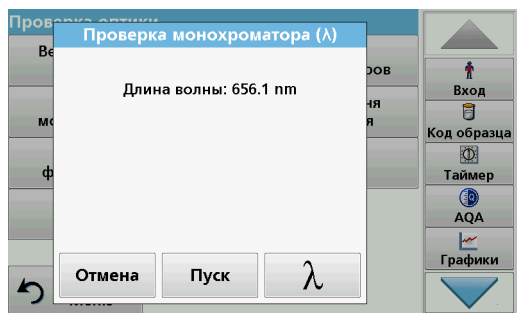 Проверка оптики
Проверка монохроматора (λ)
Длина волны: 656.1 nm
Отмена
Пуск
λ
Вход
Код образца
Таймер
AQA
Графики